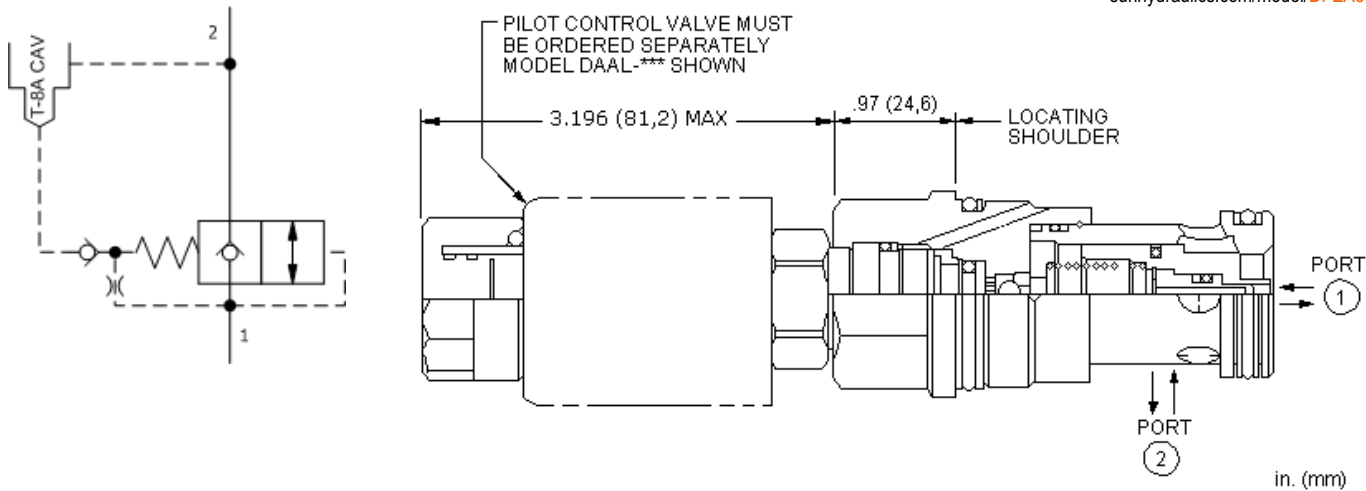 PILOT CONTROL VALVE MUST
BE ORDERED SEPARATELY
MODEL DAAL-*** SHOWN
2
T-8A CAV
1
3.196 (81,2) MAX
.97 (24,6)
LOCATING
SHOULDER
PORT
1
PORT
2
in. (mm)